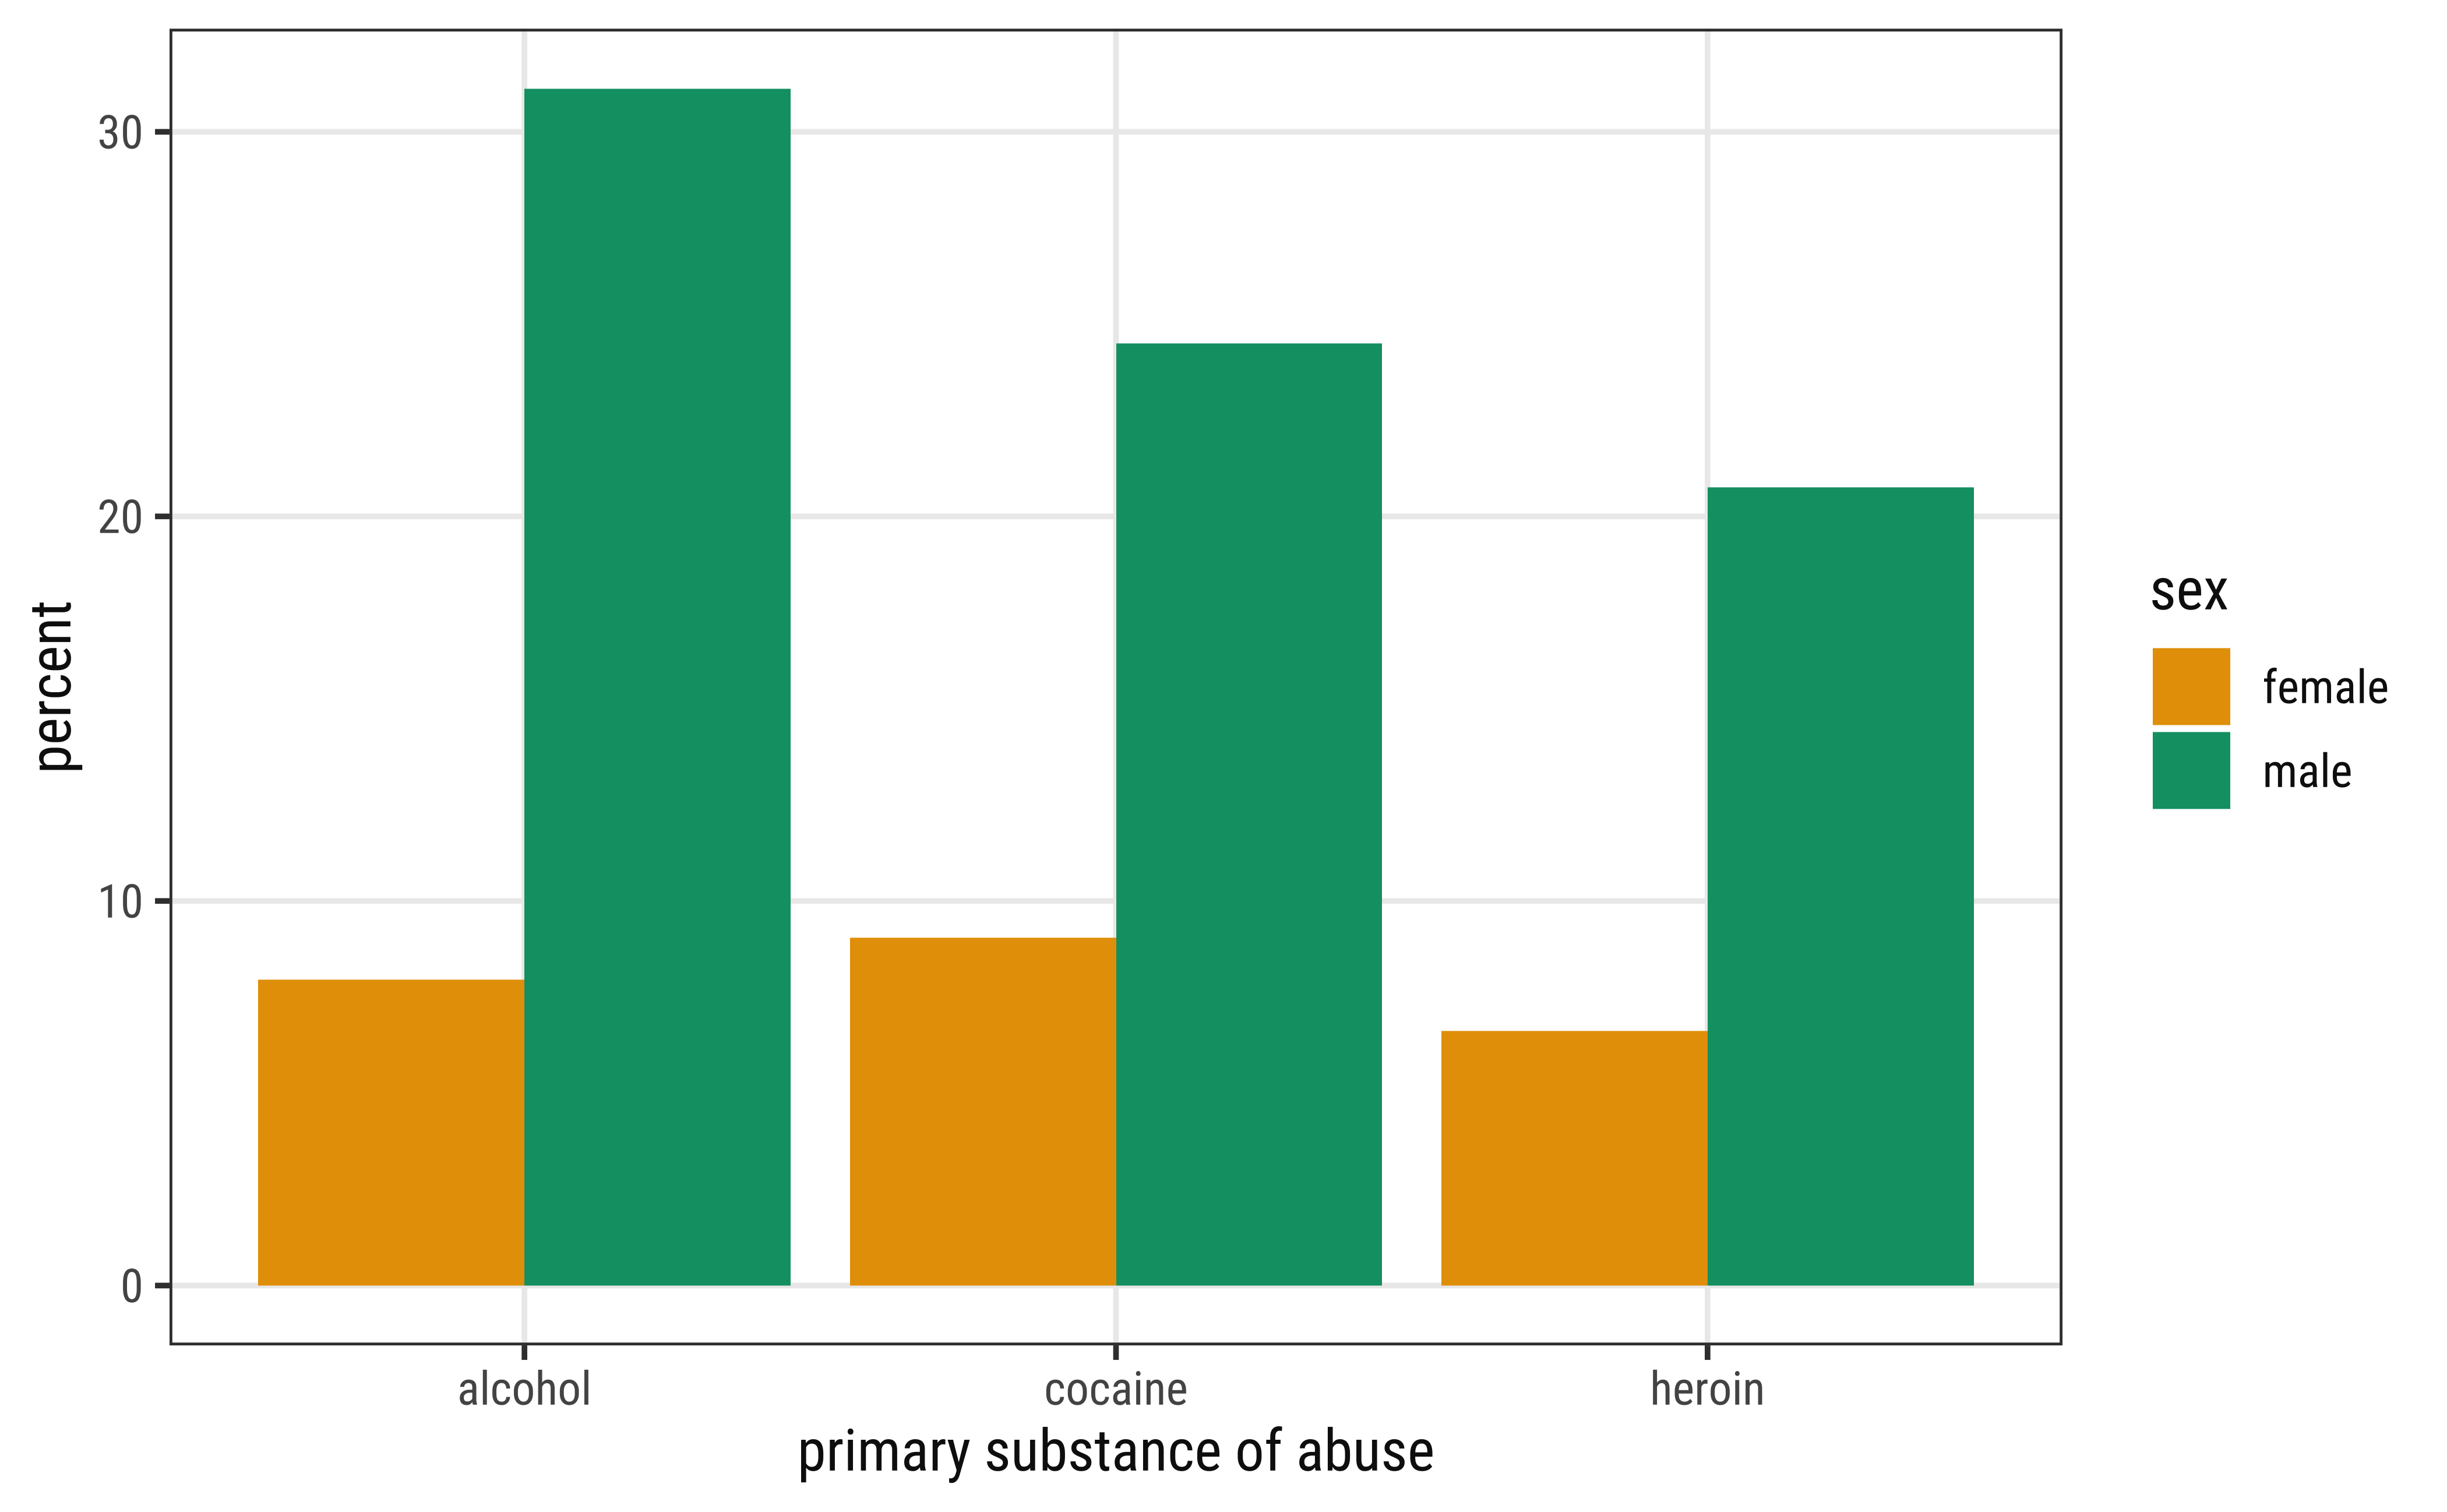 30
20
10
0
percent
alcohol
cocaine
heroin
primary substance of abuse
sex
female
male